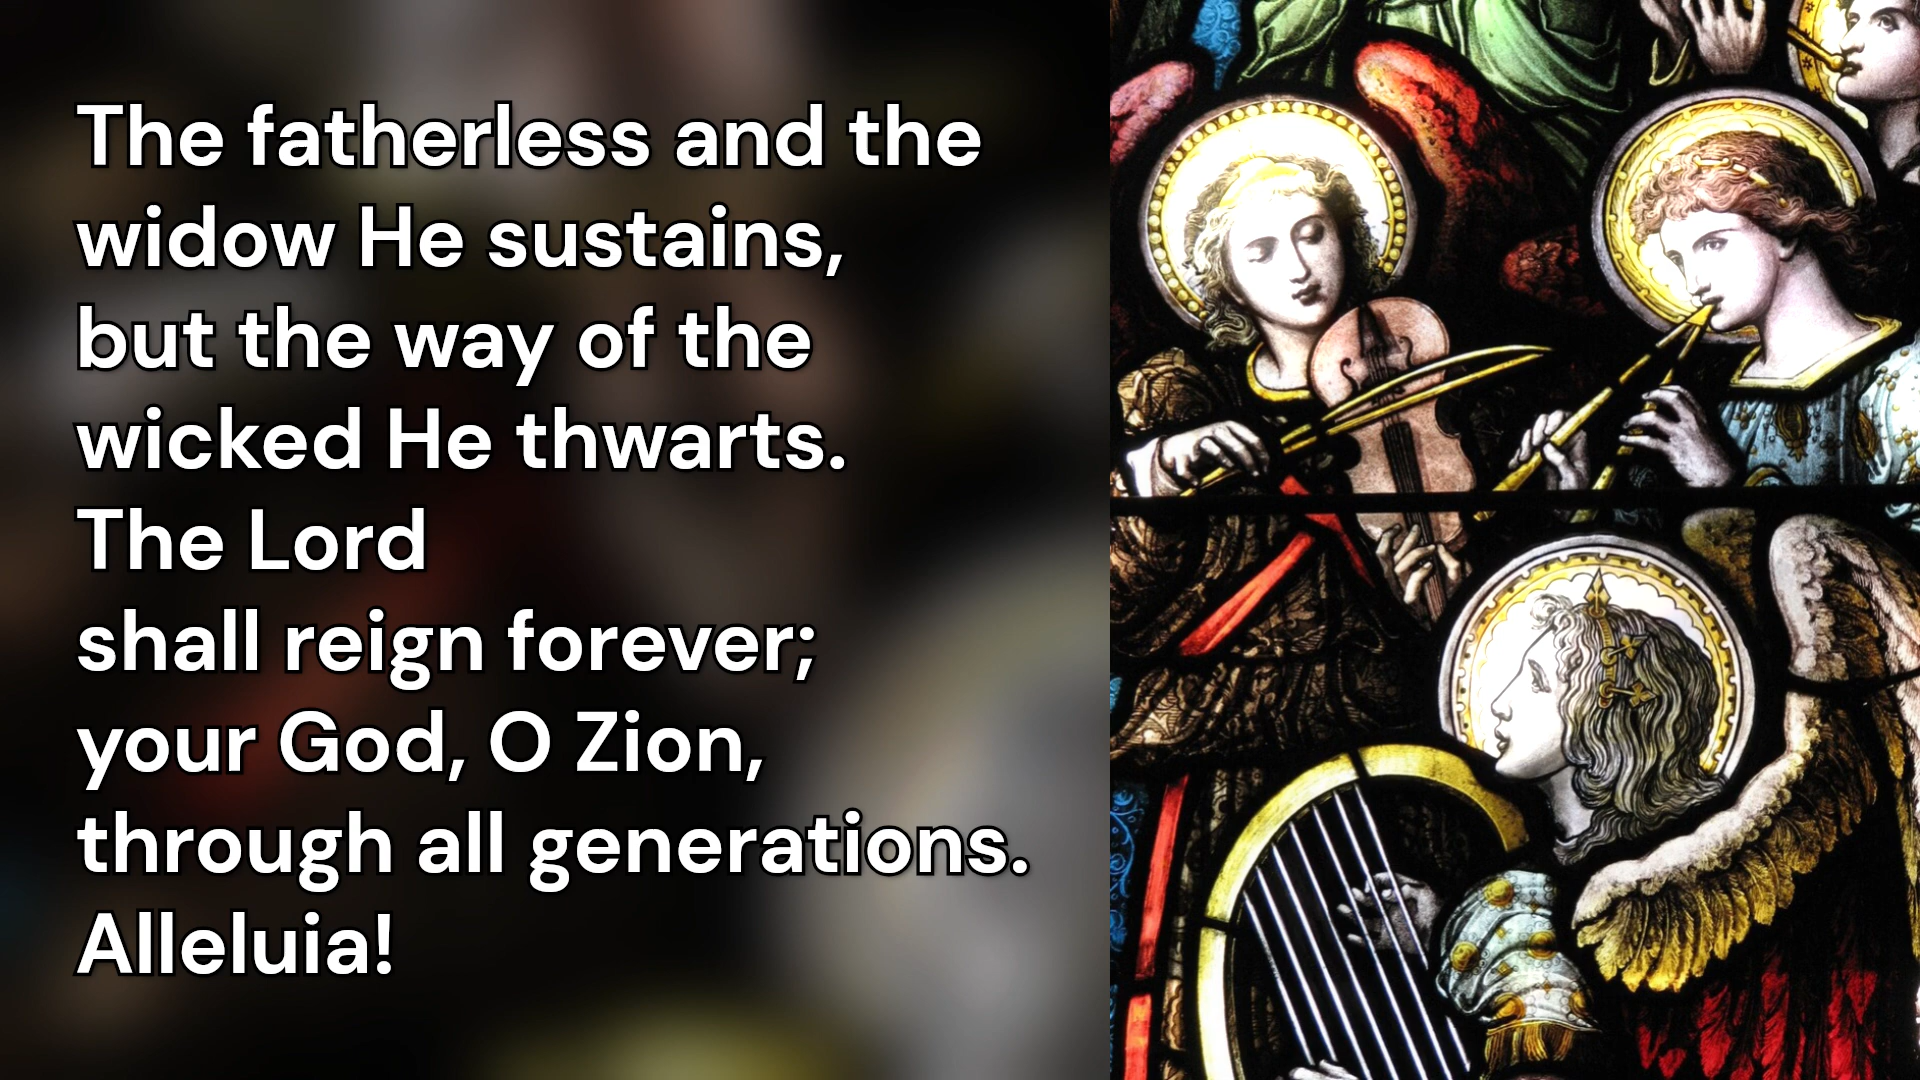 The fatherless and the
widow He sustains,
but the way of the
wicked He thwarts.
The Lord
shall reign forever;
your God, O Zion,
through all generations.
Alleluia!